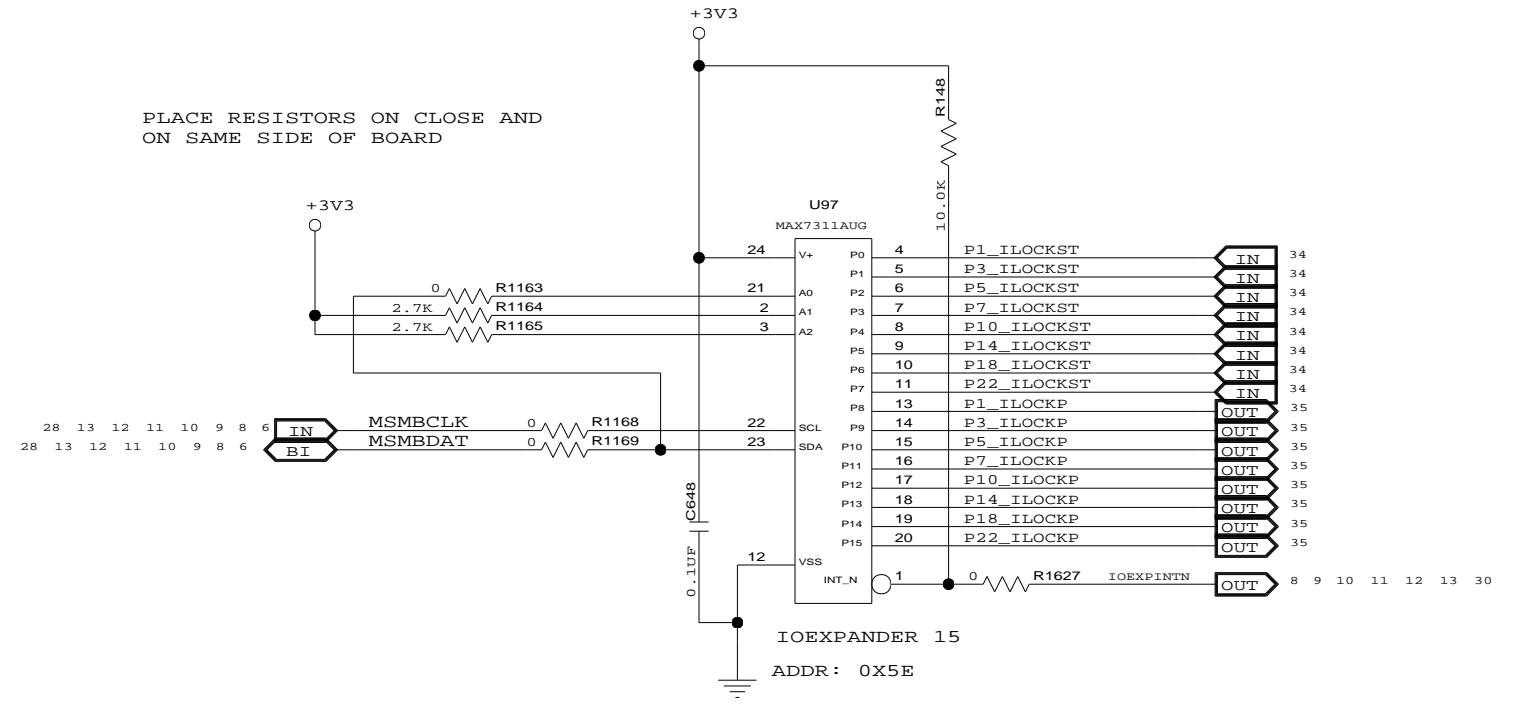 +3V3
PLACE RESISTORS ON CLOSE AND
ON SAME SIDE OF BOARD
R148
10.0K
+3V3
U97
MAX7311AUG
24 V+ P0 4 P1_ILOCKST IN 34
P1 5 P3_ILOCKST IN 34
0 R1163 21 A0 P2 6 P5_ILOCKST IN 34
2.7K R1164 2 A1 P3 7 P7_ILOCKST IN 34
2.7K R1165 3 A2 P4 8 P10_ILOCKST IN 34
P5 9 P14_ILOCKST IN 34
P6 10 P18_ILOCKST IN 34
P7 11 P22_ILOCKST IN 34
P8 13 P1_ILOCKP OUT 35
28 13 12 11 10 9 8 6 IN MSMBCLK 0 R1168 22 SCL P9 14 P3_ILOCKP OUT 35
28 13 12 11 10 9 8 6 BI MSMBDAT 0 R1169 23 SDA P10 15 P5_ILOCKP OUT 35
P11 16 P7_ILOCKP OUT 35
P12 17 P10_ILOCKP OUT 35
C648 P13 18 P14_ILOCKP OUT 35
P14 19 P18_ILOCKP OUT 35
P15 20 P22_ILOCKP OUT 35
0.1UF 12 VSS
INT_N 1 0 R1627 IOEXPINTN OUT 8 9 10 11 12 13 30
IOEXPANDER 15
ADDR: 0X5E